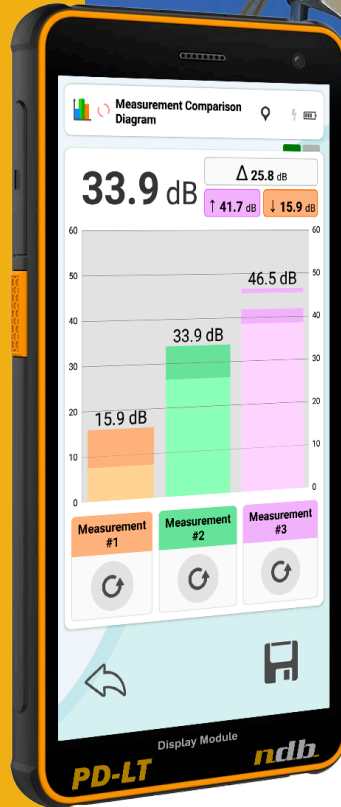 Measurement Comparison
Diagram
33.9 dB
Δ 25.8 dB
↑ 41.7 dB
↓ 15.9 dB
60
60
50
50
46.5 dB
40
40
33.9 dB
30
30
20
20
15.9 dB
10
10
0
0
Measurement
#1
Measurement
#2
Measurement
#3
Display Module
PD-LT
ndb